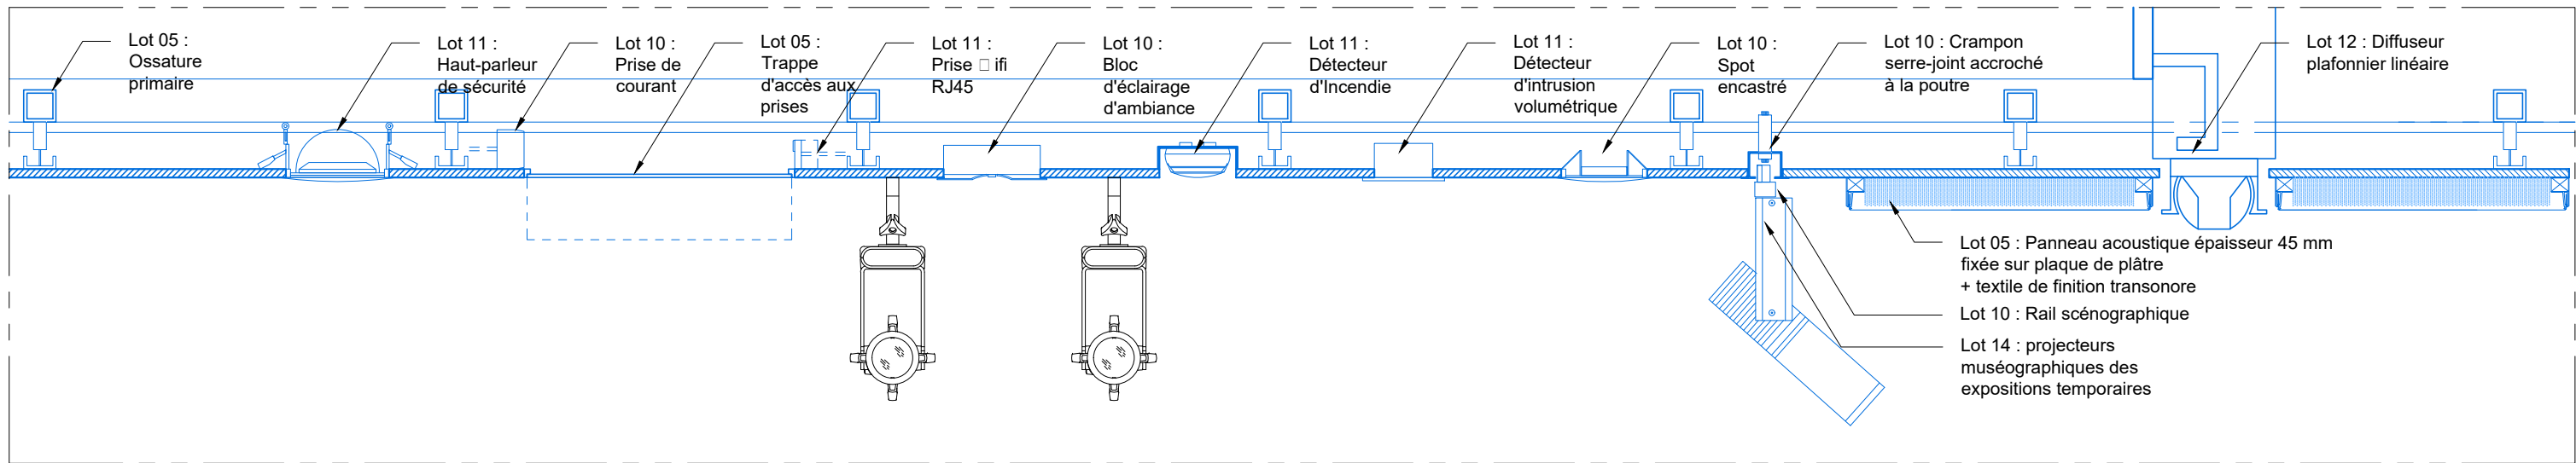 Lot 05 :
Ossature
primaire
Lot 11 :
Haut-parleur
de sécurité
Lot 10 :
Prise de
courant
Lot 05 :
Trappe
d'accès aux
prises
Lot 11 :
Prise □ ifi
RJ45
Lot 10 :
Bloc
d'éclairage
d'ambiance
Lot 11 :
Détecteur
d'Incendie
Lot 11 :
Détecteur
d'intrusion
volumétrique
Lot 10 :
Spot
encastré
Lot 10 : Crampon
serre-joint accroché
à la poutre
Lot 12 : Diffuseur
plafonnier linéaire
Lot 05 : Panneau acoustique épaisseur 45 mm
fixée sur plaque de plâtre
+ textile de finition transonore
Lot 10 : Rail scénographique
Lot 14 : projecteurs
muséographiques des
expositions temporaires